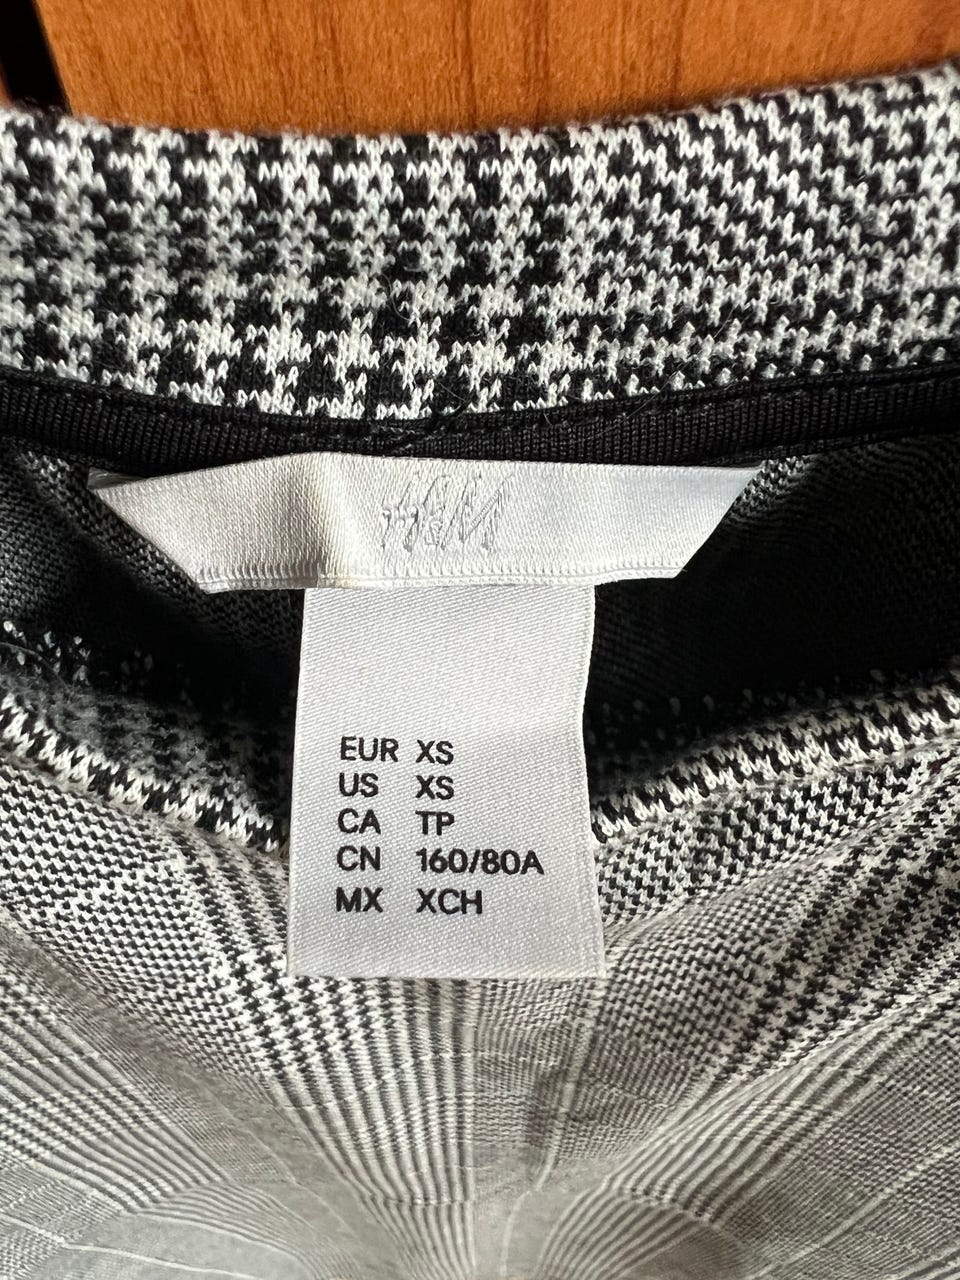 H&M
EUR XS
US XS
CA TP
CN 160/80A
MX XCH